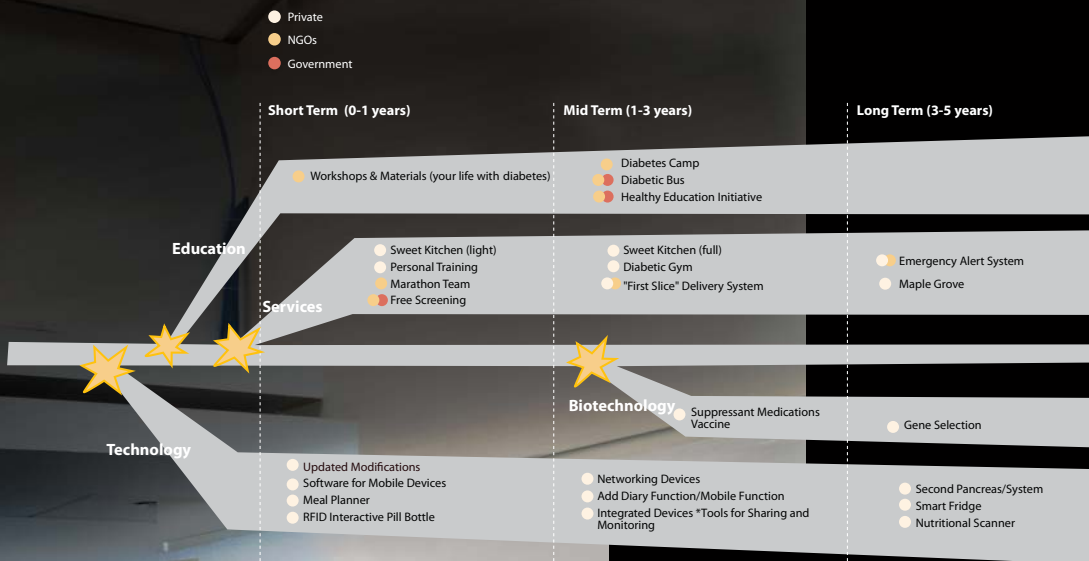 Private
NGOs
Government
Short Term (0-1 years)
Mid Term (1-3 years)
Long Term (3-5 years)
Education
Workshops & Materials (your life with diabetes)
Diabetes Camp
Diabetic Bus
Healthy Education Initiative
Services
Sweet Kitchen (light)
Personal Training
Marathon Team
Free Screening
Sweet Kitchen (full)
Diabetic Gym
"First Slice" Delivery System
Emergency Alert System
Maple Grove
Biotechnology
Suppressant Medications
Vaccine
Gene Selection
Technology
Updated Modifications
Software for Mobile Devices
Meal Planner
RFID Interactive Pill Bottle
Networking Devices
Add Diary Function/Mobile Function
Integrated Devices *Tools for Sharing and
Monitoring
Second Pancreas/System
Smart Fridge
Nutritional Scanner